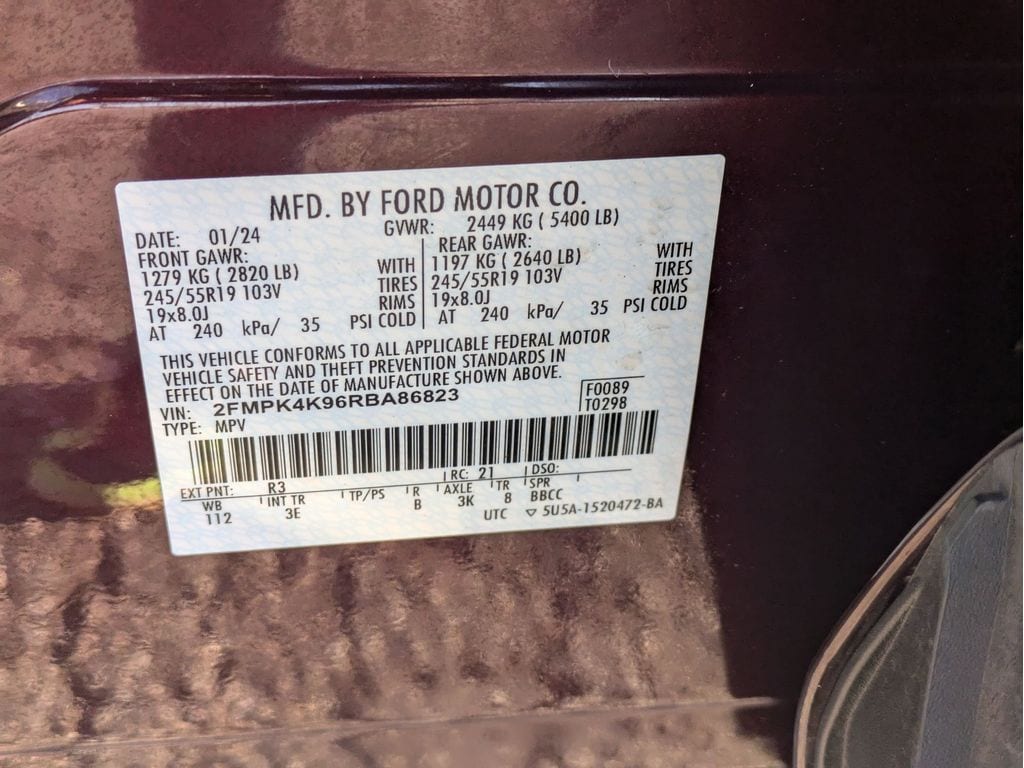 MFD. BY FORD MOTOR CO.
DATE: 01/24
GVWR: 2449 KG ( 5400 LB)
FRONT GAWR:
1279 KG ( 2820 LB)
245/55R19 103V
19x8.0J
AT 240 kPa/ 35 PSI COLD
WITH
TIRES
RIMS
REAR GAWR:
1197 KG ( 2640 LB)
245/55R19 103V
19x8.0J
AT 240 kPa/ 35 PSI COLD
WITH
TIRES
RIMS
THIS VEHICLE CONFORMS TO ALL APPLICABLE FEDERAL MOTOR
VEHICLE SAFETY AND THEFT PREVENTION STANDARDS IN
EFFECT ON THE DATE OF MANUFACTURE SHOWN ABOVE.
VIN: 2FMPK4K96RBA86823
TYPE: MPV
F0089
T0298
EXT PNT: R3 RC: 21 DSO:
WB INT TR TP/PS R AXLE TR SPR
112 3E B 3K 8 BBCC
UTC ▽ 5U5A-1520472-BA